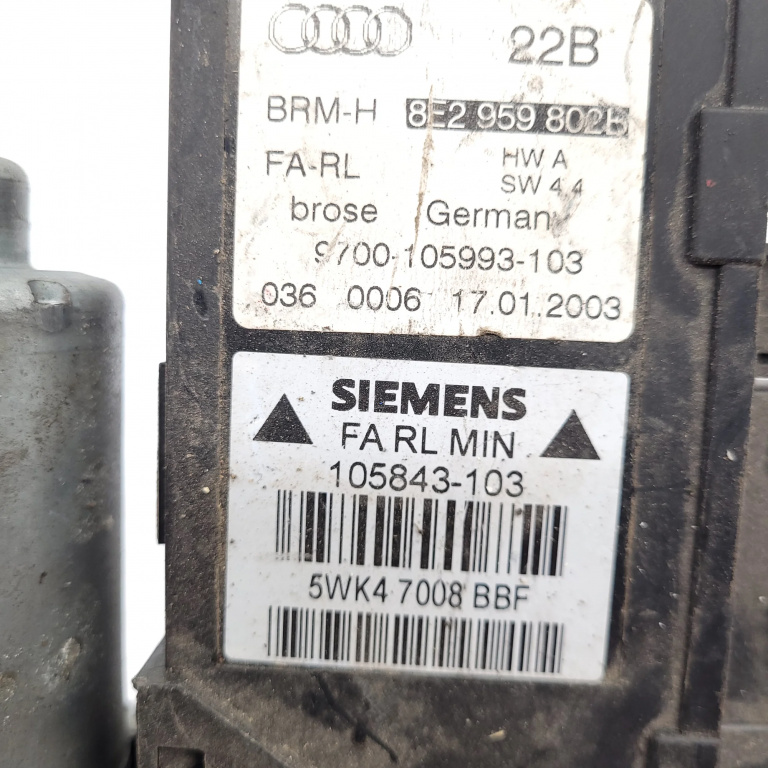 22B
BRM-H 8E2 959 802B
FA-RL HW A
SW 4.4
brose German
9700-105993-103
036 0006 17.01.2003
SIEMENS
FA RL MIN
105843-103
5WK4 7008 BBF